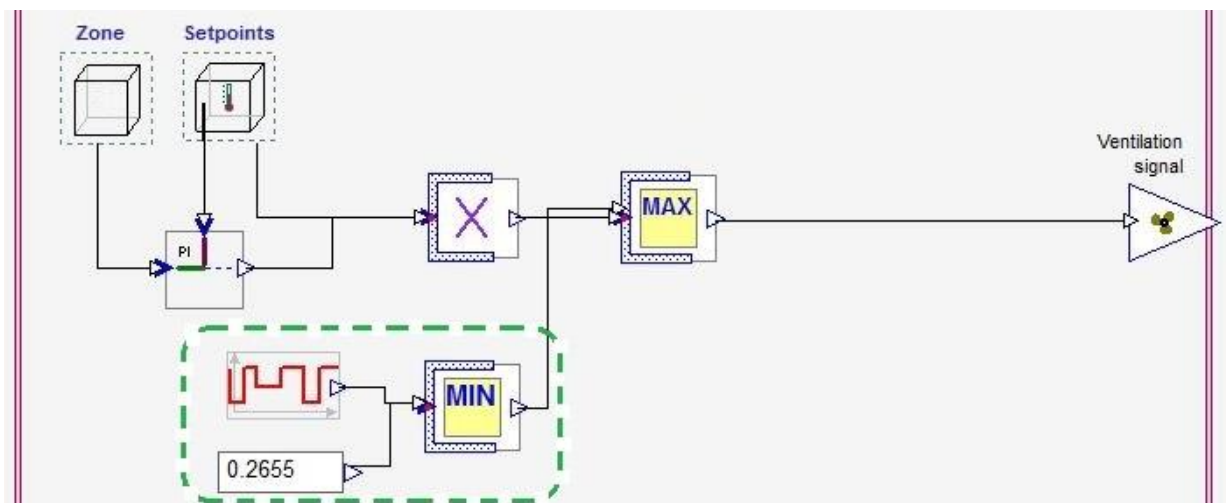 Zone
Setpoints
Ventilation
signal
X
MAX
PI
MIN
0.2655